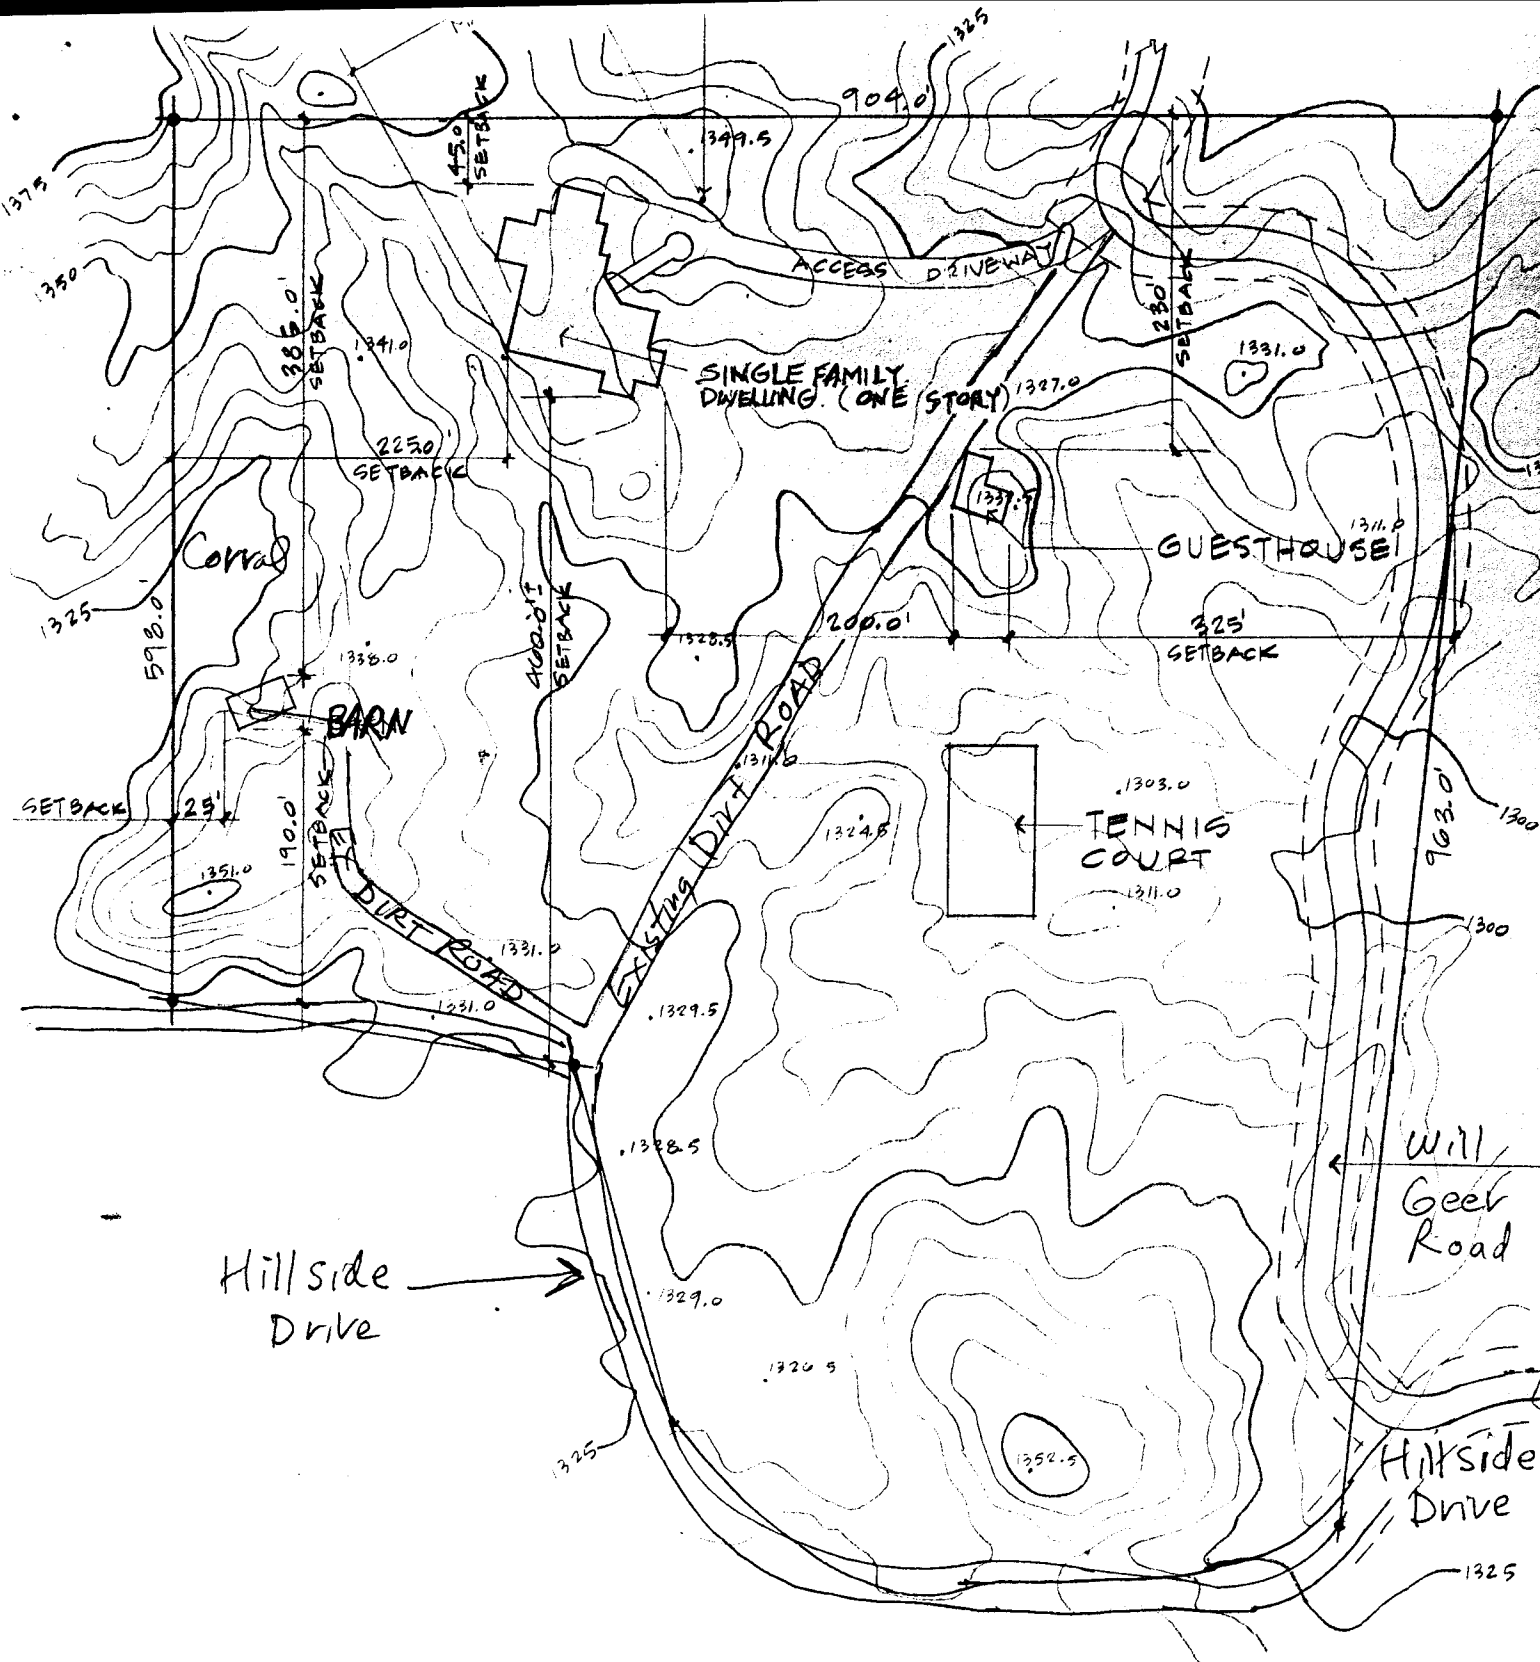 1325
904.0'
45.0'
SETBACK
1349.5
1375
1350
ACCESS DRIVEWAY
385.0'
SETBACK
230'
SETBACK
1341.0
1331.0
SINGLE FAMILY
DWELLING. (ONE STORY)
1327.0
225.0'
SETBACK
1311.0
GUESTHOUSE
Corral
1325
593.0'
400.0'±
SETBACK
200.0'
325'
SETBACK
1328.5
1338.0
BARN
SETBACK
25'
190.0'
SETBACK
Existing Dirt ROAD
1311.0
1303.0
TENNIS
COURT
1324.5
1311.0
963.0'
1300
1300
1351.0
DIRT ROAD
1331.0
1331.0
1329.5
1328.5
Will
Geer
Road
Hillside
Drive
1329.0
1326.5
1325
1352.5
Hillside
Drive
1325